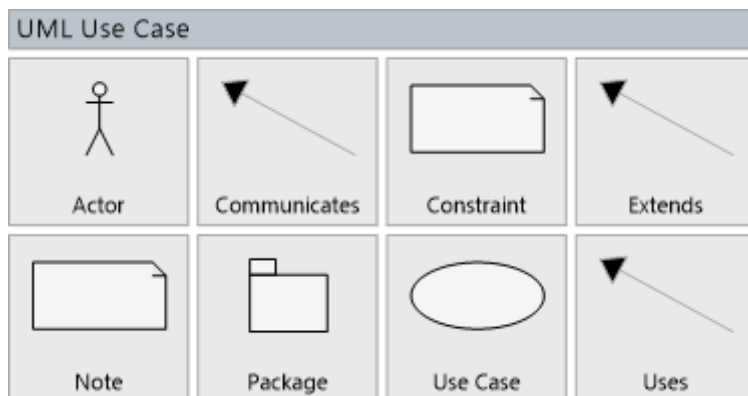 UML Use Case
Actor
Communicates
Constraint
Extends
Note
Package
Use Case
Uses